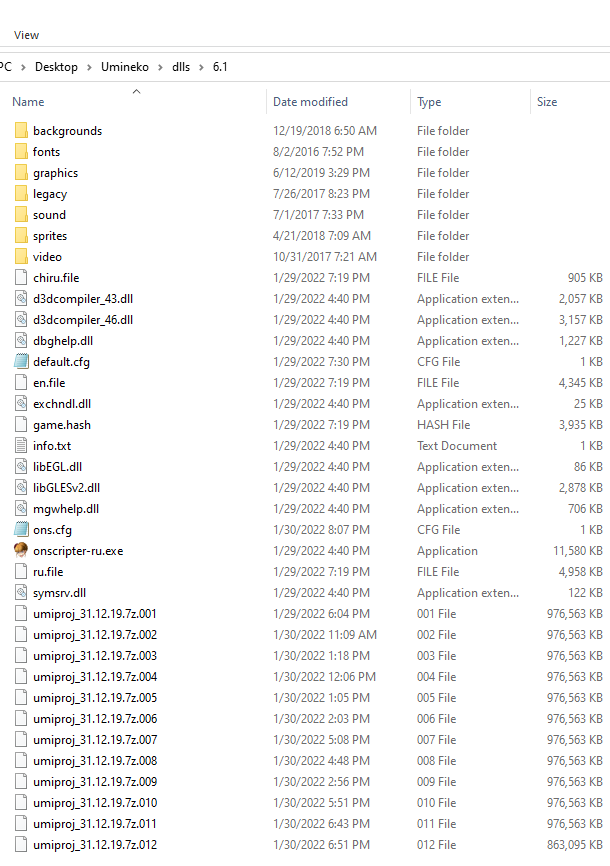 View
PC > Desktop > Umineko > dlls > 6.1
Name Date modified Type Size
backgrounds 12/19/2018 6:50 AM File folder
fonts 8/2/2016 7:52 PM File folder
graphics 6/12/2019 3:29 PM File folder
legacy 7/26/2017 8:23 PM File folder
sound 7/1/2017 7:33 PM File folder
sprites 4/21/2018 7:09 AM File folder
video 10/31/2017 7:21 AM File folder
chiru.file 1/29/2022 7:19 PM FILE File 905 KB
d3dcompiler_43.dll 1/29/2022 4:40 PM Application exten... 2,057 KB
d3dcompiler_46.dll 1/29/2022 4:40 PM Application exten... 3,157 KB
dbghelp.dll 1/29/2022 4:40 PM Application exten... 1,227 KB
default.cfg 1/29/2022 7:30 PM CFG File 1 KB
en.file 1/29/2022 7:19 PM FILE File 4,345 KB
exchndl.dll 1/29/2022 4:40 PM Application exten... 25 KB
game.hash 1/29/2022 7:19 PM HASH File 3,935 KB
info.txt 1/29/2022 4:40 PM Text Document 1 KB
libEGL.dll 1/29/2022 4:40 PM Application exten... 86 KB
libGLESv2.dll 1/29/2022 4:40 PM Application exten... 2,878 KB
mgwhelp.dll 1/29/2022 4:40 PM Application exten... 706 KB
ons.cfg 1/30/2022 8:07 PM CFG File 1 KB
onscripter-ru.exe 1/29/2022 4:40 PM Application 11,580 KB
ru.file 1/29/2022 7:19 PM FILE File 4,958 KB
symsrv.dll 1/29/2022 4:40 PM Application exten... 122 KB
umiproj_31.12.19.7z.001 1/29/2022 6:04 PM 001 File 976,563 KB
umiproj_31.12.19.7z.002 1/30/2022 11:09 AM 002 File 976,563 KB
umiproj_31.12.19.7z.003 1/30/2022 1:18 PM 003 File 976,563 KB
umiproj_31.12.19.7z.004 1/30/2022 12:06 PM 004 File 976,563 KB
umiproj_31.12.19.7z.005 1/30/2022 1:05 PM 005 File 976,563 KB
umiproj_31.12.19.7z.006 1/30/2022 2:03 PM 006 File 976,563 KB
umiproj_31.12.19.7z.007 1/30/2022 5:08 PM 007 File 976,563 KB
umiproj_31.12.19.7z.008 1/30/2022 4:48 PM 008 File 976,563 KB
umiproj_31.12.19.7z.009 1/30/2022 2:56 PM 009 File 976,563 KB
umiproj_31.12.19.7z.010 1/30/2022 5:51 PM 010 File 976,563 KB
umiproj_31.12.19.7z.011 1/30/2022 6:43 PM 011 File 976,563 KB
umiproj_31.12.19.7z.012 1/30/2022 6:51 PM 012 File 863,095 KB